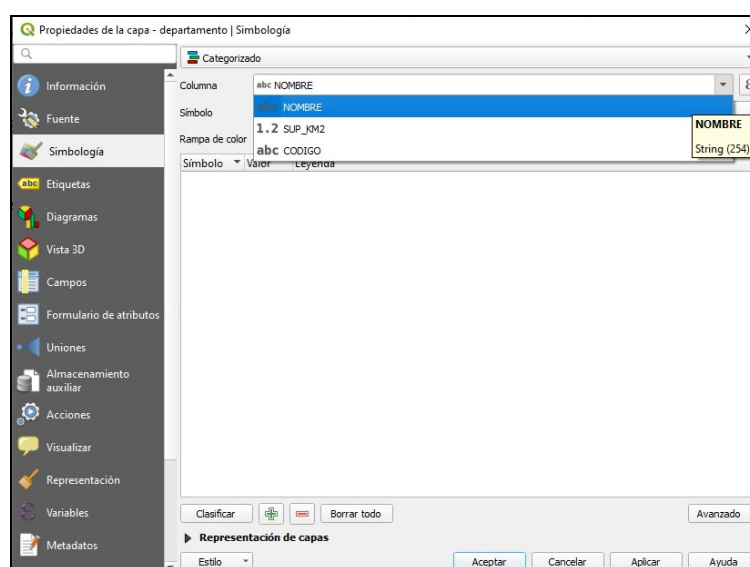 Propiedades de la capa - departamento | Simbología
Categorizado
Información
Fuente
Simbología
abc Etiquetas
Diagramas
Vista 3D
Campos
Formulario de atributos
Uniones
Almacenamiento
auxiliar
Acciones
Visualizar
Representación
Variables
Metadatos
Columna abc NOMBRE
Símbolo abc NOMBRE
1.2 SUP_KM2
Rampa de color abc CODIGO
NOMBRE
String (254)
Símbolo Valor Leyenda
Clasificar Borrar todo Avanzado
Representación de capas
Estilo Aceptar Cancelar Aplicar Ayuda